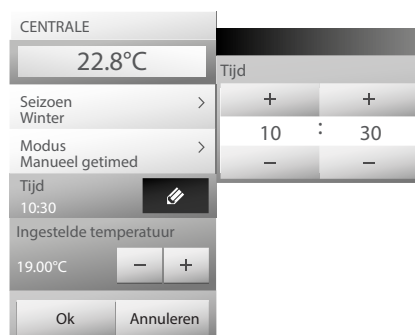 CENTRALE
22.8°C
Seizoen >
Winter
Modus >
Manueel getimed
Tijd
10:30
Ingestelde temperatuur
19.00°C − +
Ok Annuleren
Tijd
+ +
10 : 30
− −